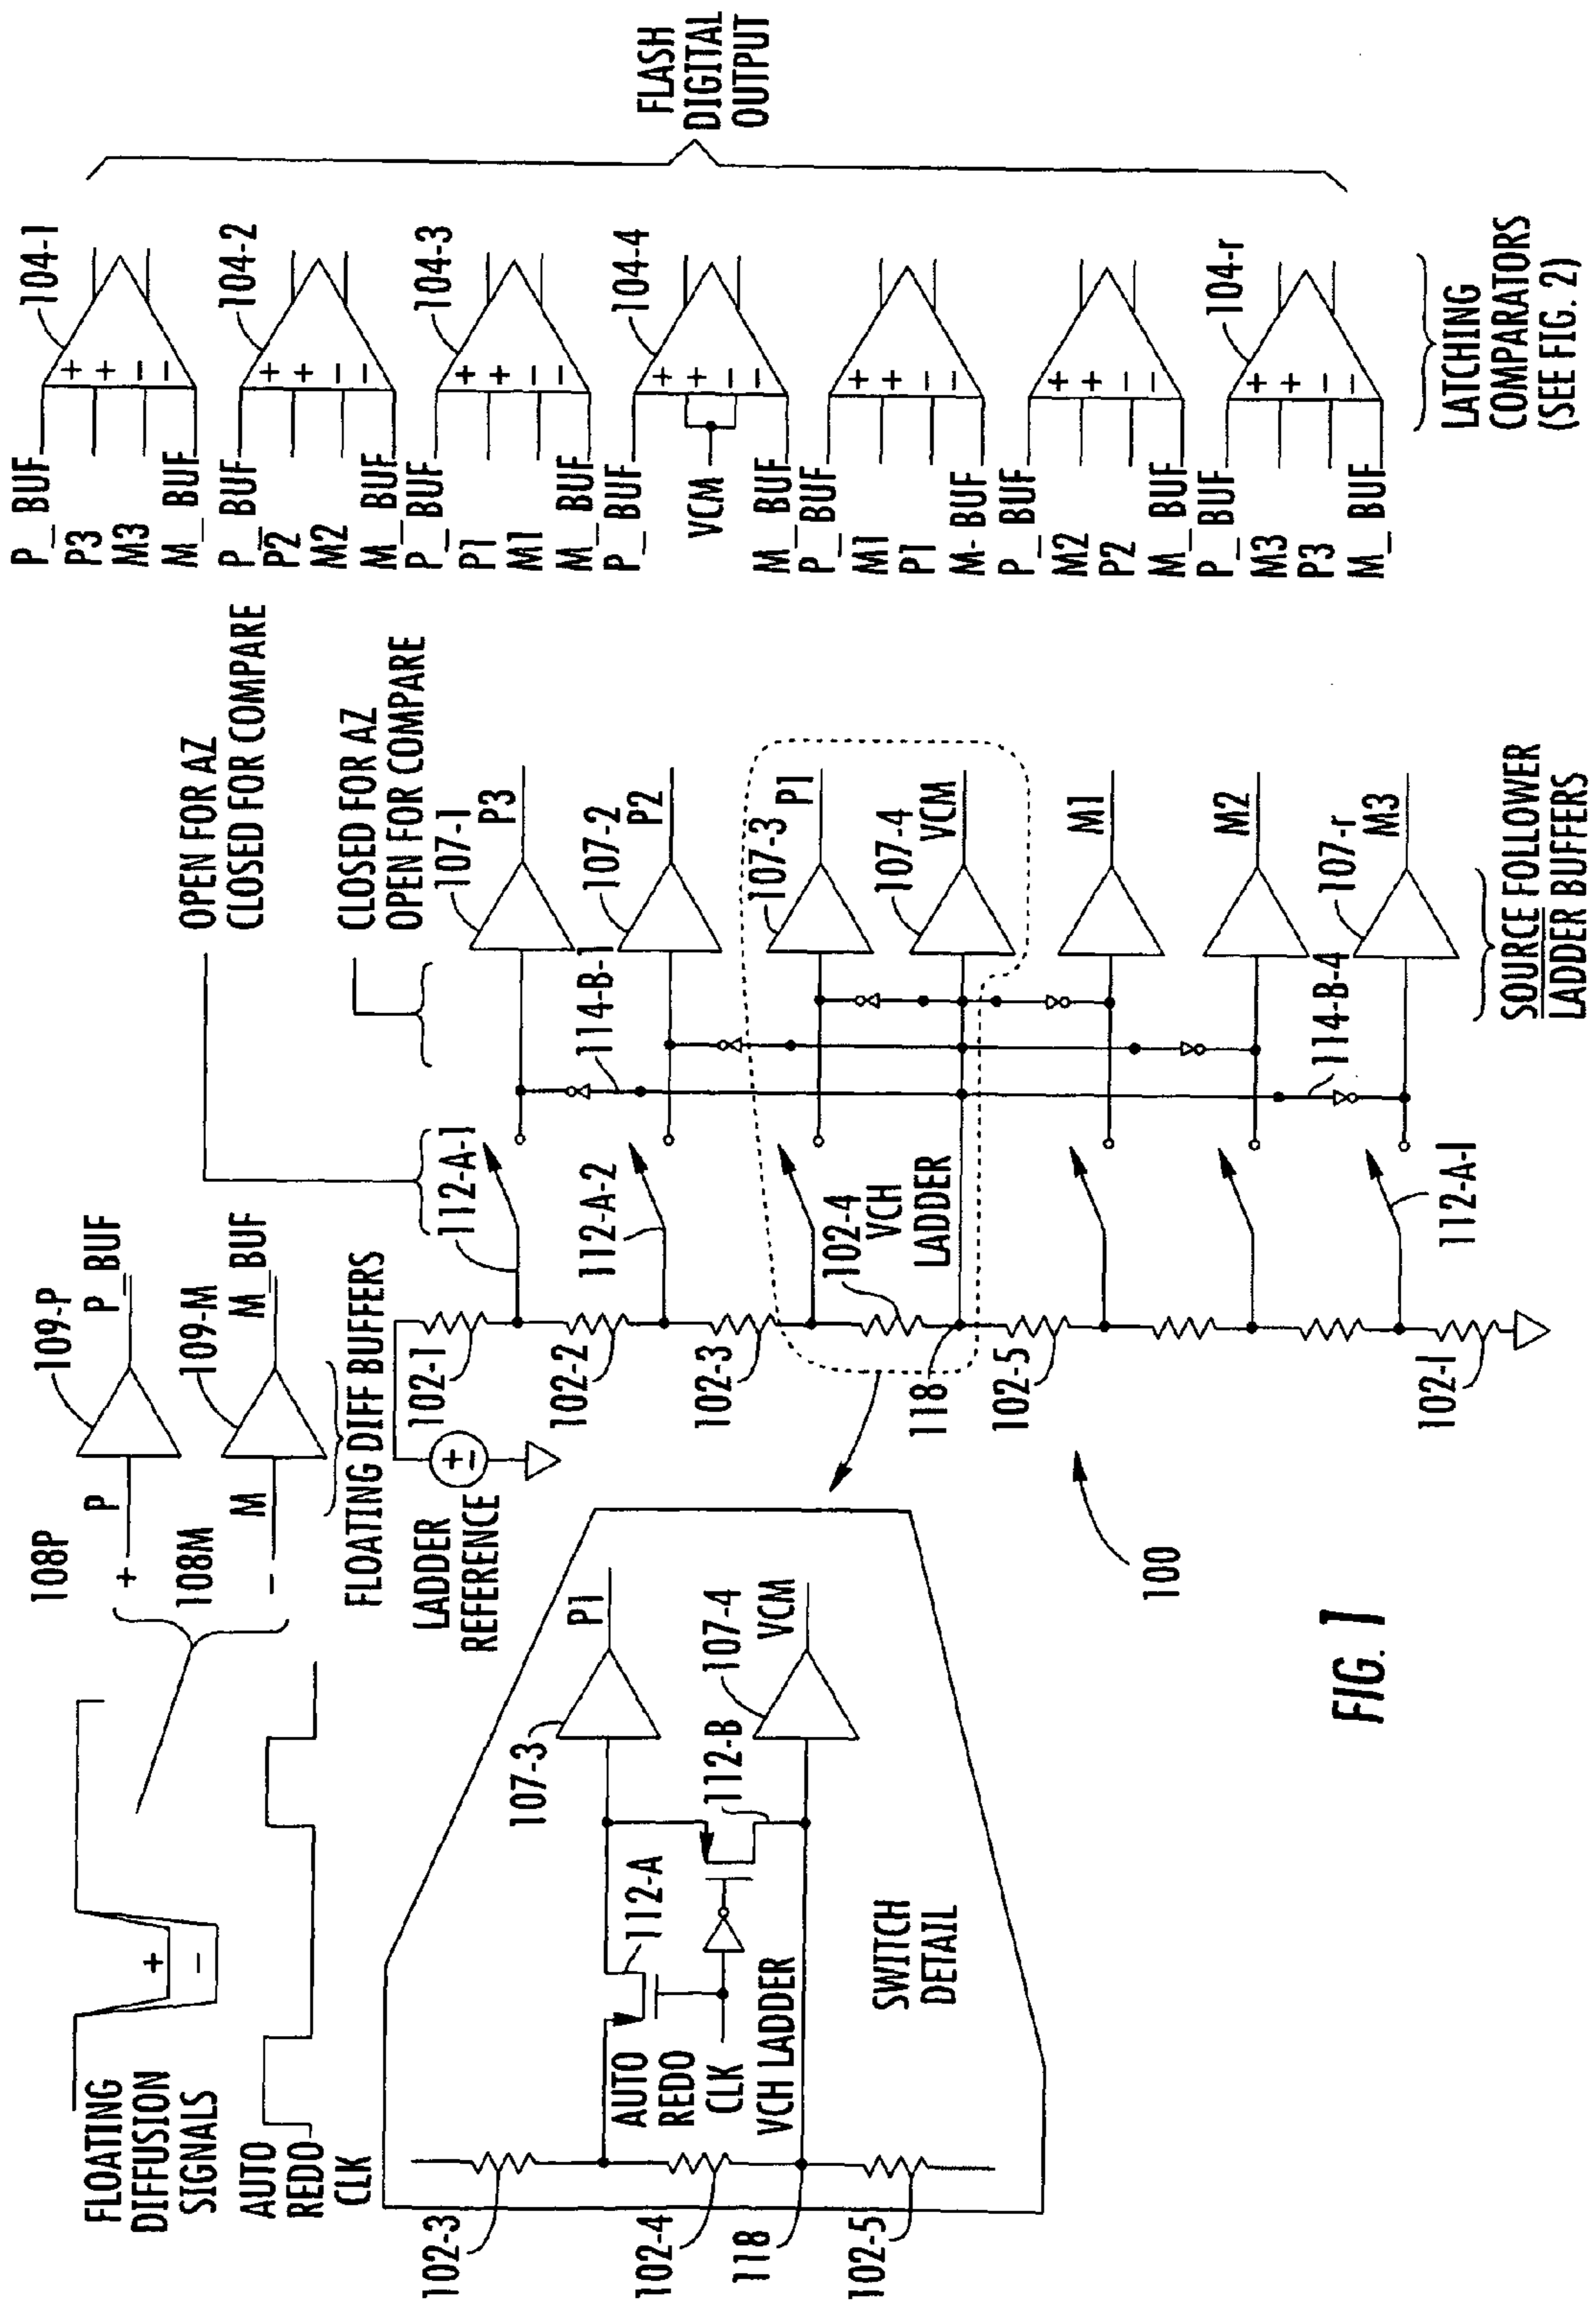 FLOATING
DIFFUSION
SIGNALS
+
−
AUTO
REDO
CLK
108P
+
P
109-P
P_BUF
108M
−
M
109-M
M_BUF
FLOATING DIFF BUFFERS
LADDER
REFERENCE
+
−
102-1
102-2
102-3
102-4
VCH
LADDER
118
102-5
102-1
112-A-1
112-A-2
112-A-1
OPEN FOR AZ
CLOSED FOR COMPARE
CLOSED FOR AZ
OPEN FOR COMPARE
114-B-1
114-B-4
107-1
P3
107-2
P2
107-3
P1
107-4
VCM
M1
M2
107-r
M3
SOURCE FOLLOWER
LADDER BUFFERS
P_BUF
P3
M3
M_BUF
+
+
−
−
104-1
P_BUF
P2
M2
M_BUF
+
+
−
−
104-2
P_BUF
P1
M1
M_BUF
+
+
−
−
104-3
P_BUF
VCM
M_BUF
+
+
−
−
104-4
P_BUF
M1
P1
M-BUF
+
+
−
−
P_BUF
M2
P2
M_BUF
+
+
−
−
P_BUF
M3
P3
M_BUF
+
+
−
−
104-r
LATCHING
COMPARATORS
(SEE FIG. 2)
FLASH
DIGITAL
OUTPUT
102-3
102-4
118
102-5
AUTO
REDO
CLK
VCH LADDER
112-A
112-B
107-3
P1
107-4
VCM
SWITCH
DETAIL
100
FIG. 1